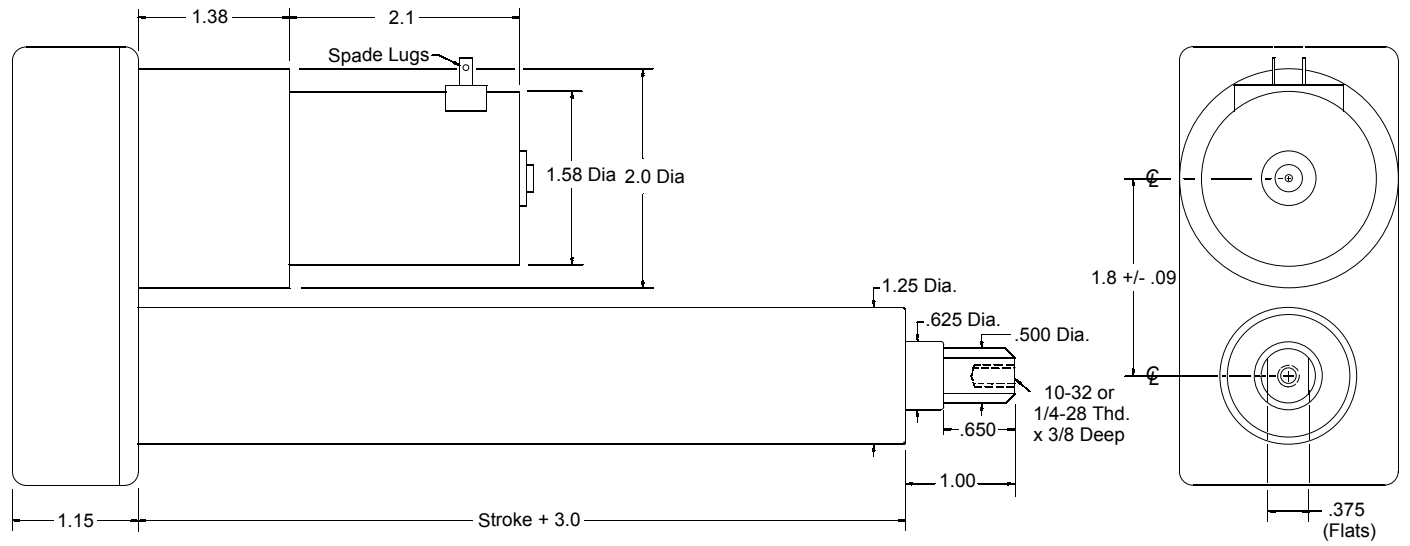 1.38
2.1
Spade Lugs
1.58 Dia
2.0 Dia
℄
1.8 +/- .09
1.25 Dia.
.625 Dia.
.500 Dia.
℄
10-32 or
1/4-28 Thd.
x 3/8 Deep
.650
1.00
1.15
Stroke + 3.0
.375
(Flats)